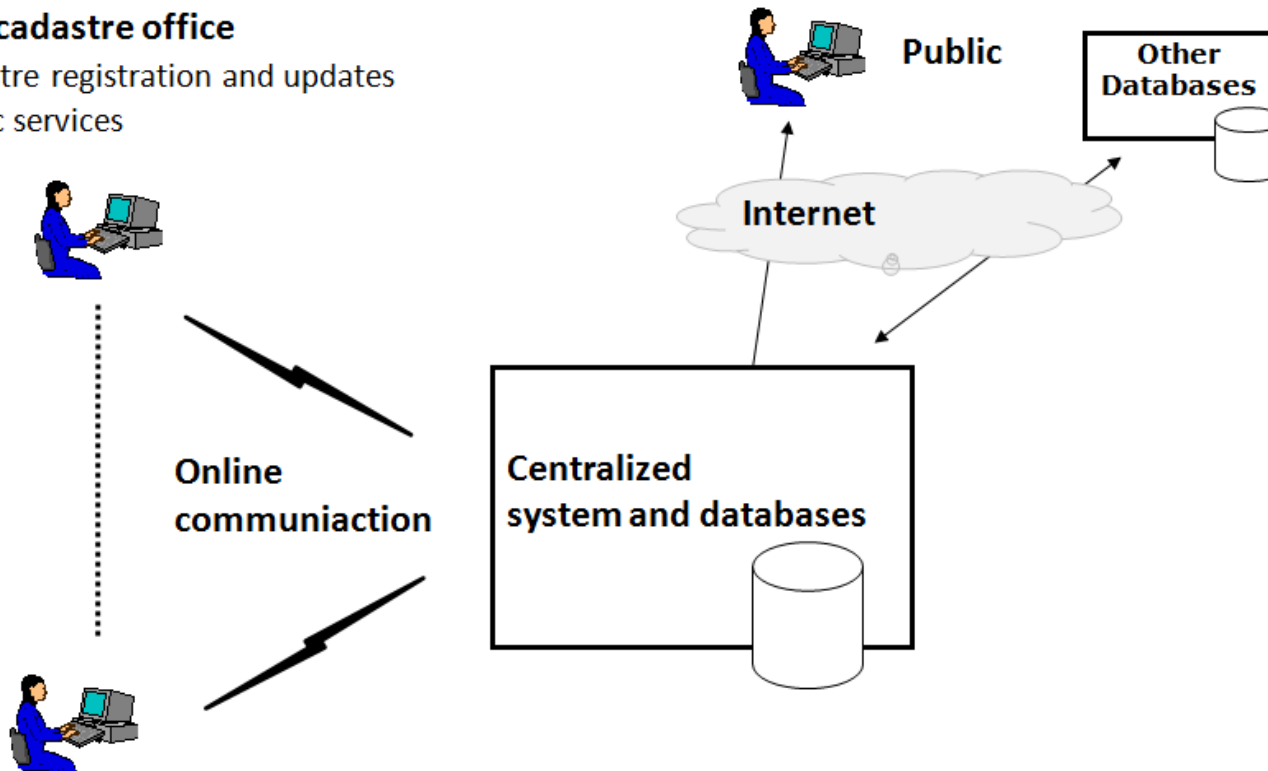 cadastre office
tre registration and updates
c services
Public
Other
Databases
Internet
Online
communiaction
Centralized
system and databases